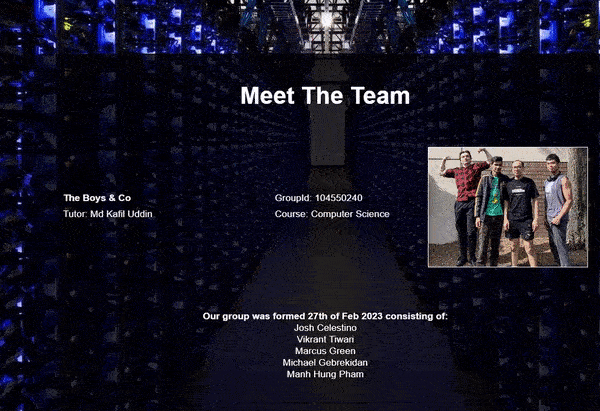 Meet The Team
The Boys & Co
GroupId: 104550240
Tutor: Md Kafil Uddin
Course: Computer Science
Our group was formed 27th of Feb 2023 consisting of:
Josh Celestino
Vikrant Tiwari
Marcus Green
Michael Gebrekidan
Manh Hung Pham